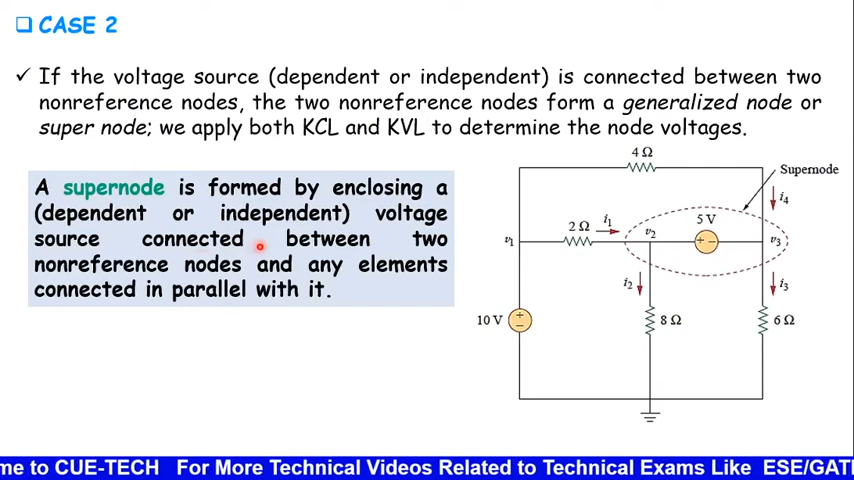 CASE 2
✓ If the voltage source (dependent or independent) is connected between two
nonreference nodes, the two nonreference nodes form a generalized node or
super node; we apply both KCL and KVL to determine the node voltages.
A supernode is formed by enclosing a
(dependent or independent) voltage
source connected between two
nonreference nodes and any elements
connected in parallel with it.
4 Ω
Supernode
i4
2 Ω
i1
5 V
v1
v2
+ −
v3
i2
i3
10 V
+
−
8 Ω
6 Ω
me to CUE-TECH For More Technical Videos Related to Technical Exams Like ESE/GATE